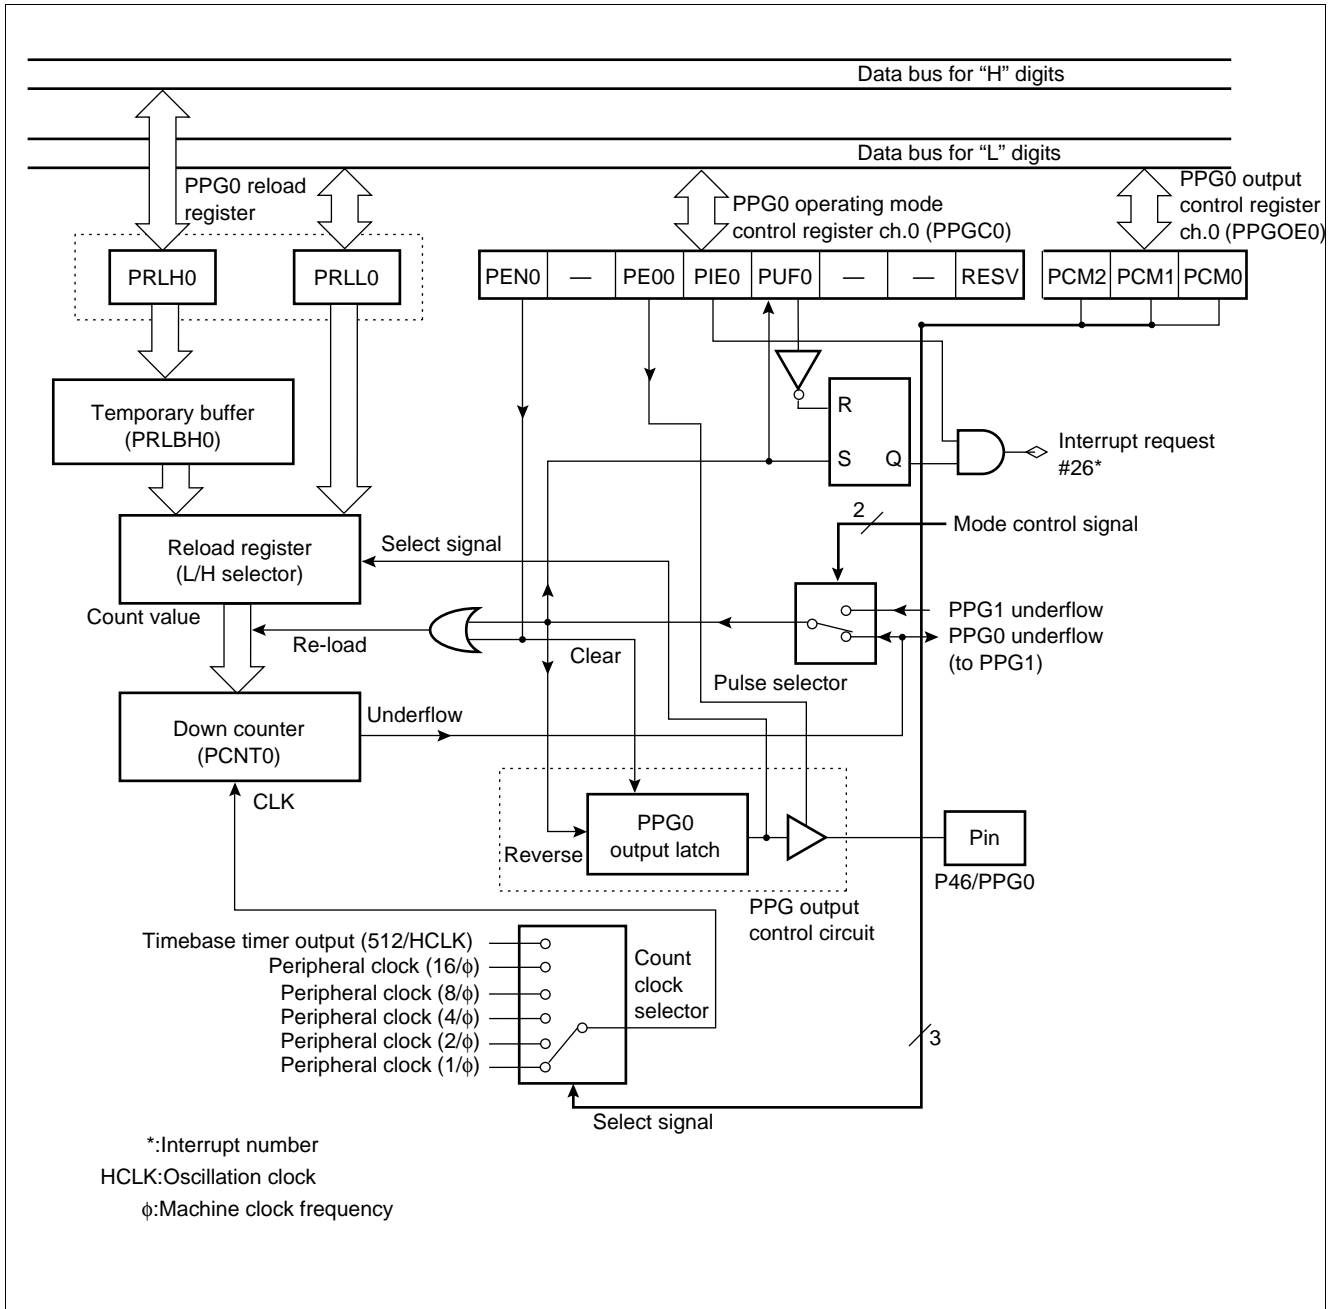 Data bus for “H” digits
Data bus for “L” digits
PPG0 reload
register
PPG0 operating mode
control register ch.0 (PPGC0)
PPG0 output
control register
ch.0 (PPGOE0)
PRLH0
PRLL0
PEN0
—
PE00
PIE0
PUF0
—
—
RESV
PCM2
PCM1
PCM0
Temporary buffer
(PRLBH0)
R
S
Q
Interrupt request
#26*
2
Mode control signal
Reload register
(L/H selector)
Select signal
Count value
Re-load
Clear
PPG1 underflow
PPG0 underflow
(to PPG1)
Pulse selector
Down counter
(PCNT0)
Underflow
CLK
PPG0
output latch
Reverse
Pin
P46/PPG0
PPG output
control circuit
Timebase timer output (512/HCLK)
Peripheral clock (16/ϕ)
Peripheral clock (8/ϕ)
Peripheral clock (4/ϕ)
Peripheral clock (2/ϕ)
Peripheral clock (1/ϕ)
Count
clock
selector
3
Select signal
*:Interrupt number
HCLK:Oscillation clock
ϕ:Machine clock frequency